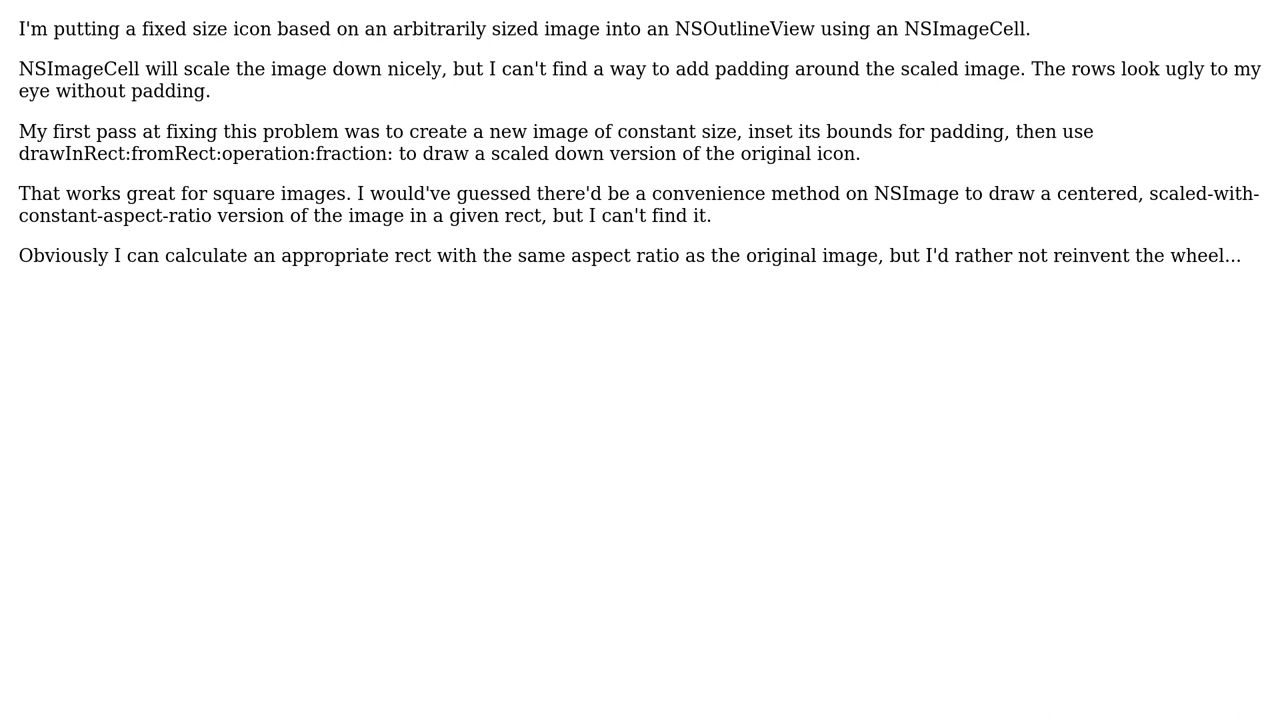 I'm putting a fixed size icon based on an arbitrarily sized image into an NSOutlineView using an NSImageCell.
NSImageCell will scale the image down nicely, but I can't find a way to add padding around the scaled image. The rows look ugly to my
eye without padding.
My first pass at fixing this problem was to create a new image of constant size, inset its bounds for padding, then use
drawInRect:fromRect:operation:fraction: to draw a scaled down version of the original icon.
That works great for square images. I would've guessed there'd be a convenience method on NSImage to draw a centered, scaled-with-
constant-aspect-ratio version of the image in a given rect, but I can't find it.
Obviously I can calculate an appropriate rect with the same aspect ratio as the original image, but I'd rather not reinvent the wheel...